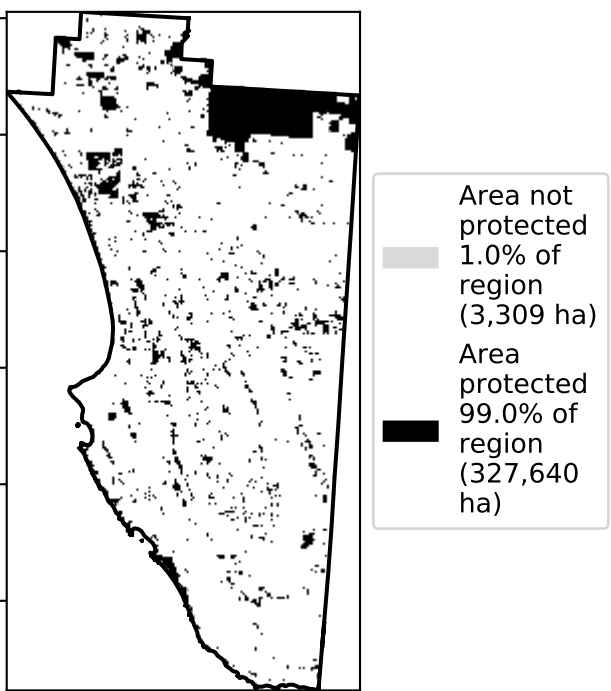 Area not
protected
1.0% of
region
(3,309 ha)
Area
protected
99.0% of
region
(327,640
ha)